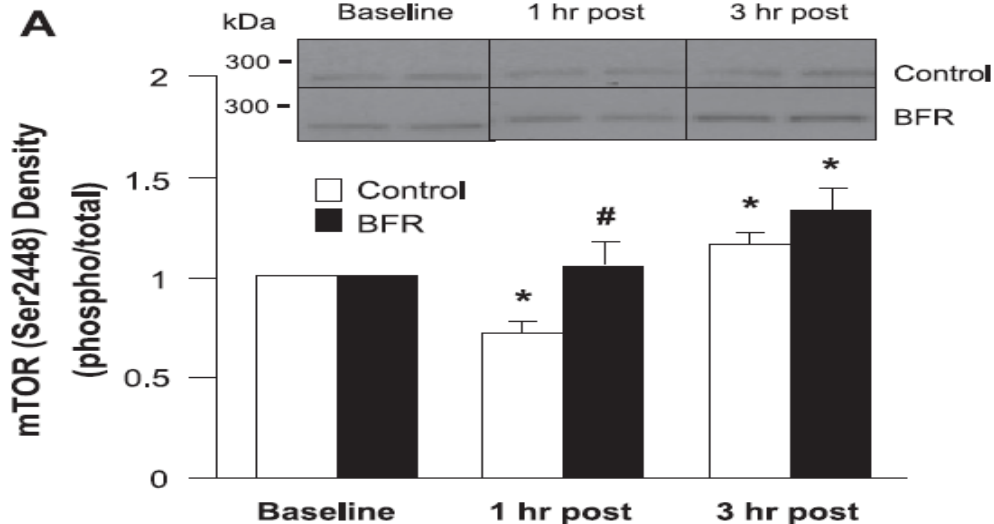 A
kDa
Baseline 1 hr post 3 hr post
300
Control
300
BFR
mTOR (Ser2448) Density
(phospho/total)
2
1.5
1
0.5
0
Control
BFR
*
#
*
*
Baseline 1 hr post 3 hr post